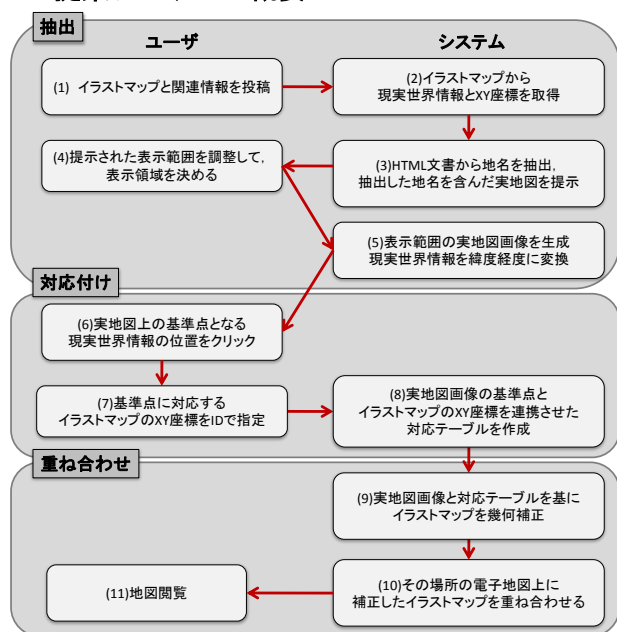 抽出
ユーザ
システム
(1) イラストマップと関連情報を投稿
(2)イラストマップから
現実世界情報とXY座標を取得
(4)提示された表示範囲を調整して,
表示領域を決める
(3)HTML文書から地名を抽出,
抽出した地名を含んだ実地図を提示
(5)表示範囲の実地図画像を生成
現実世界情報を緯度経度に変換
対応付け
(6)実地図上の基準点となる
現実世界情報の位置をクリック
(7)基準点に対応する
イラストマップのXY座標をIDで指定
(8)実地図画像の基準点と
イラストマップのXY座標を連携させた
対応テーブルを作成
重ね合わせ
(9)実地図画像と対応テーブルを基に
イラストマップを幾何補正
(11)地図閲覧
(10)その場所の電子地図上に
補正したイラストマップを重ね合わせる